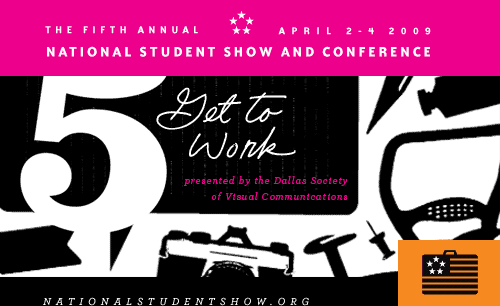 THE FIFTH ANNUAL
APRIL 2-4 2009
NATIONAL STUDENT SHOW AND CONFERENCE
5
Get to
Work
presented by the Dallas Society
of Visual Communications
NATIONALSTUDENTSHOW.ORG